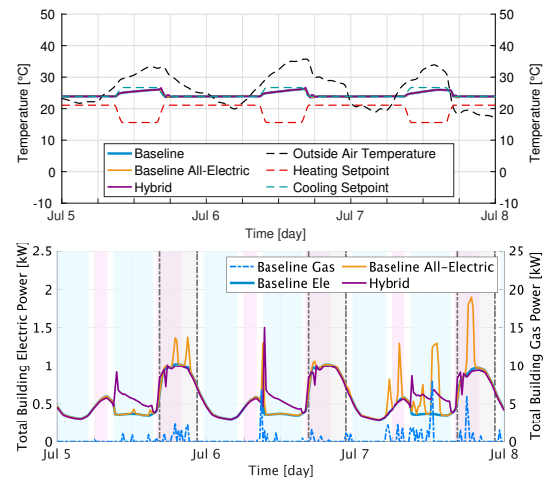 50
40
30
20
10
0
-10
Temperature [°C]
50
40
30
20
10
0
-10
Temperature [°C]
Baseline
Baseline All-Electric
Hybrid
Outside Air Temperature
Heating Setpoint
Cooling Setpoint
Jul 5
Jul 6
Jul 7
Jul 8
Time [day]
2.5
2
1.5
1
0.5
0
Total Building Electric Power [kW]
25
20
15
10
5
0
Total Building Gas Power [kW]
Baseline Gas
Baseline Ele
Baseline All-Electric
Hybrid
Jul 5
Jul 6
Jul 7
Jul 8
Time [day]